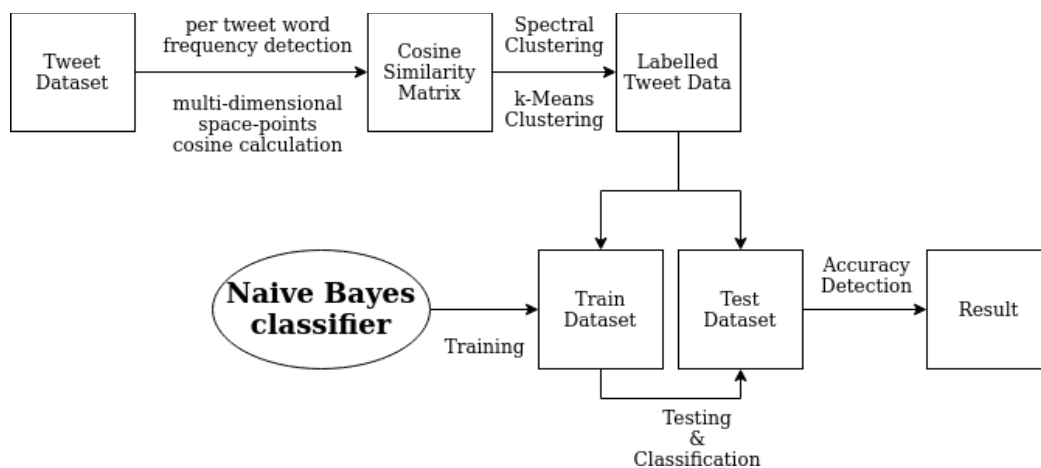 Tweet
Dataset
per tweet word
frequency detection
multi-dimensional
space-points
cosine calculation
Cosine
Similarity
Matrix
Spectral
Clustering
k-Means
Clustering
Labelled
Tweet Data
Naive Bayes
classifier
Training
Train
Dataset
Test
Dataset
Testing
&
Classification
Accuracy
Detection
Result